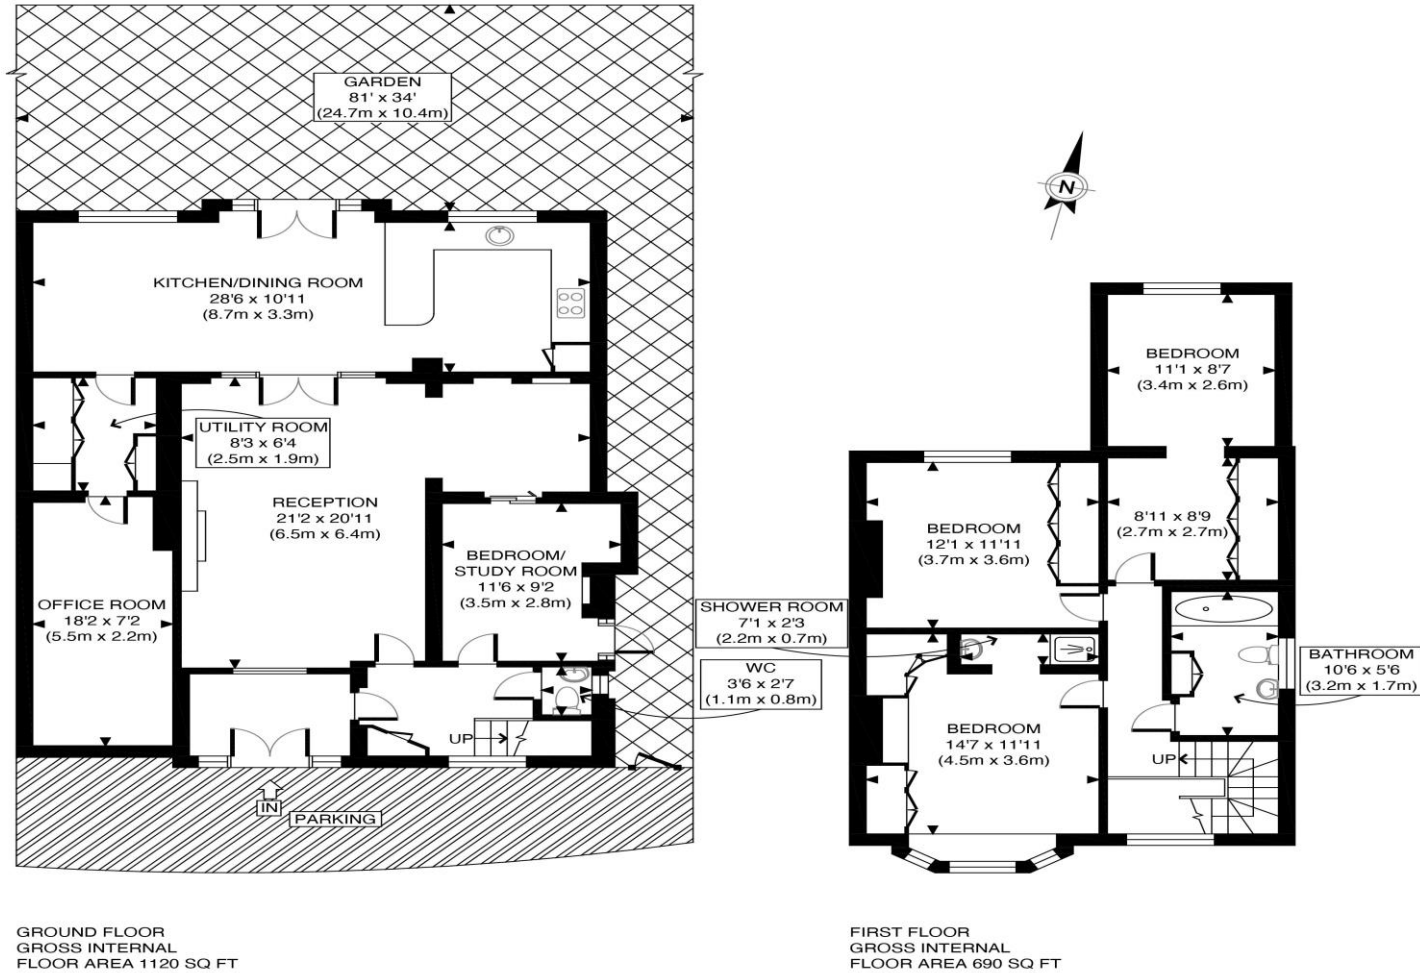 GARDEN
81' x 34'
(24.7m x 10.4m)
N
KITCHEN/DINING ROOM
28'6 x 10'11
(8.7m x 3.3m)
UTILITY ROOM
8'3 x 6'4
(2.5m x 1.9m)
RECEPTION
21'2 x 20'11
(6.5m x 6.4m)
BEDROOM/
STUDY ROOM
11'6 x 9'2
(3.5m x 2.8m)
OFFICE ROOM
18'2 x 7'2
(5.5m x 2.2m)
UP
IN
PARKING
SHOWER ROOM
7'1 x 2'3
(2.2m x 0.7m)
WC
3'6 x 2'7
(1.1m x 0.8m)
BEDROOM
11'1 x 8'7
(3.4m x 2.6m)
BEDROOM
12'1 x 11'11
(3.7m x 3.6m)
8'11 x 8'9
(2.7m x 2.7m)
BATHROOM
10'6 x 5'6
(3.2m x 1.7m)
BEDROOM
14'7 x 11'11
(4.5m x 3.6m)
UP
GROUND FLOOR
GROSS INTERNAL
FLOOR AREA 1120 SQ FT
FIRST FLOOR
GROSS INTERNAL
FLOOR AREA 690 SQ FT